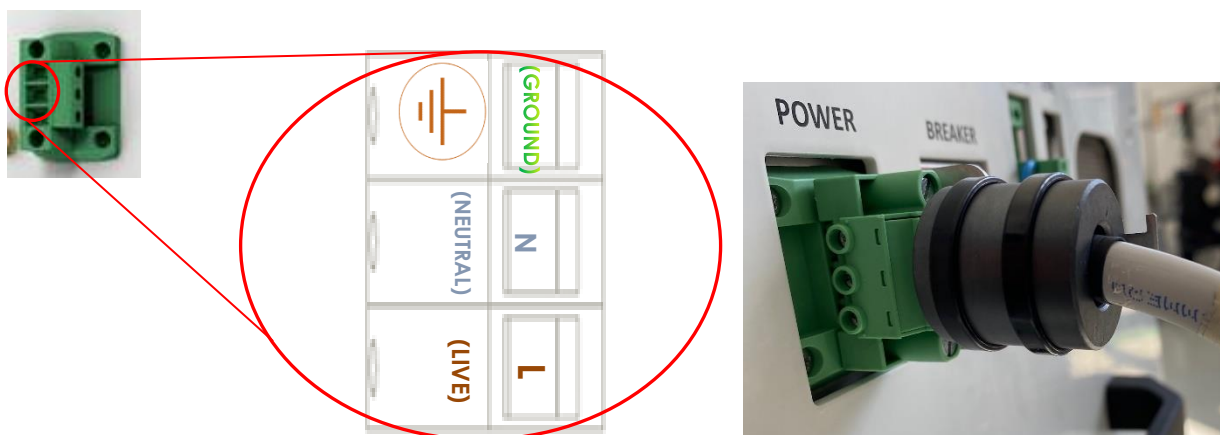 (GROUND)
(NEUTRAL)
N
(LIVE)
L
POWER
BREAKER